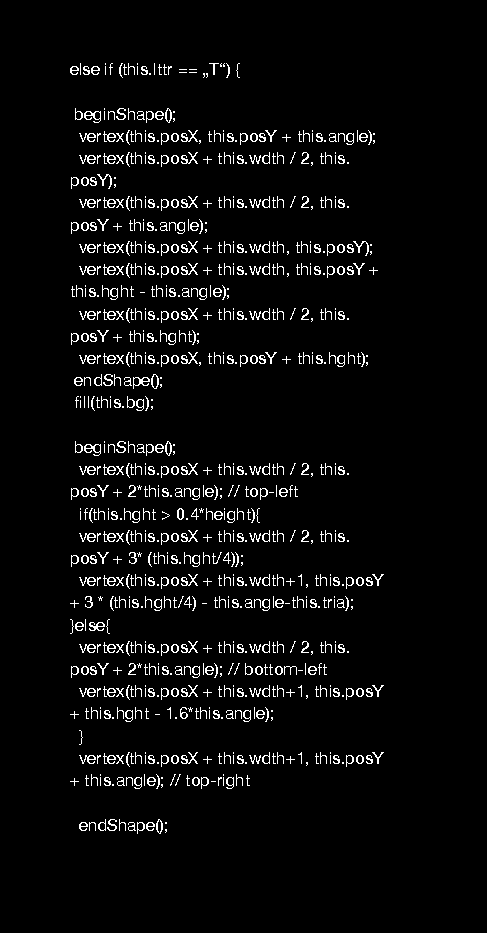 else if (this.lttr == „T“) {
beginShape();
vertex(this.posX, this.posY + this.angle);
vertex(this.posX + this.wdth / 2, this.
posY);
vertex(this.posX + this.wdth / 2, this.
posY + this.angle);
vertex(this.posX + this.wdth, this.posY);
vertex(this.posX + this.wdth, this.posY +
this.hght - this.angle);
vertex(this.posX + this.wdth / 2, this.
posY + this.hght);
vertex(this.posX, this.posY + this.hght);
endShape();
fill(this.bg);
beginShape();
vertex(this.posX + this.wdth / 2, this.
posY + 2*this.angle); // top-left
if(this.hght > 0.4*height){
vertex(this.posX + this.wdth / 2, this.
posY + 3* (this.hght/4));
vertex(this.posX + this.wdth+1, this.posY
+ 3 * (this.hght/4) - this.angle-this.tria);
}else{
vertex(this.posX + this.wdth / 2, this.
posY + 2*this.angle); // bottom-left
vertex(this.posX + this.wdth+1, this.posY
+ this.hght - 1.6*this.angle);
}
vertex(this.posX + this.wdth+1, this.posY
+ this.angle); // top-right
endShape();